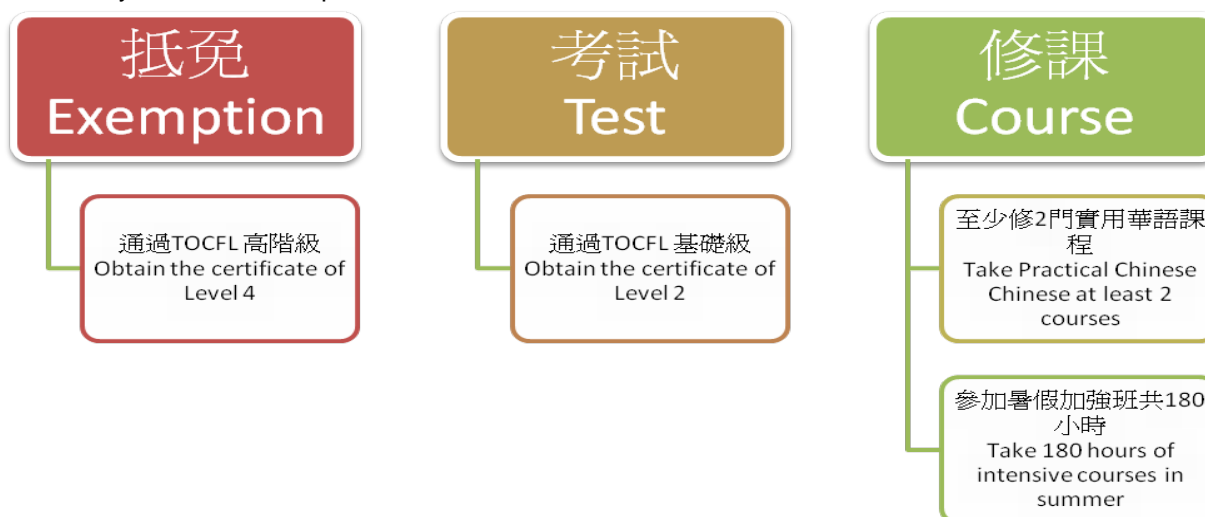 抵免
Exemption
通過TOCFL 高階級
Obtain the certificate of
Level 4
考試
Test
通過TOCFL 基礎級
Obtain the certificate of
Level 2
修課
Course
至少修2門實用華語課
程
Take Practical Chinese
Chinese at least 2
courses
參加暑假加強班共180
小時
Take 180 hours of
intensive courses in
summer